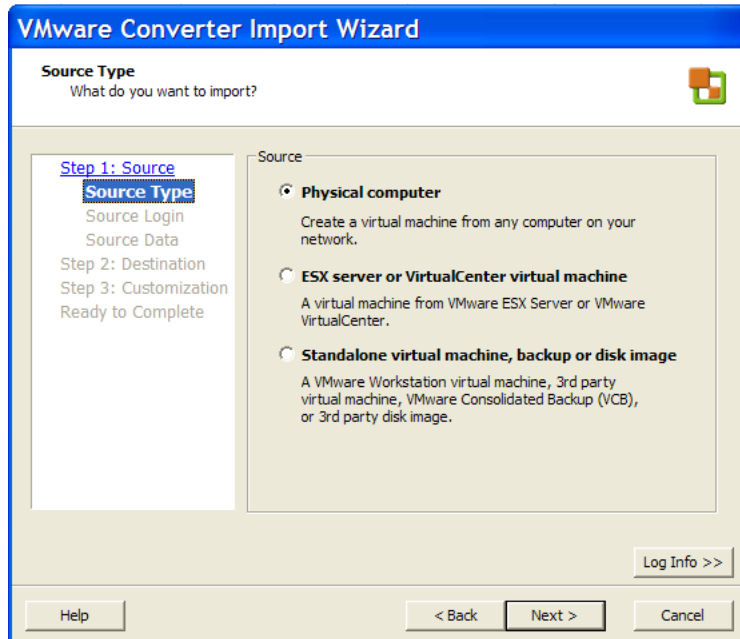 VMware Converter Import Wizard
Source Type
What do you want to import?
Step 1: Source
Source Type
Source Login
Source Data
Step 2: Destination
Step 3: Customization
Ready to Complete
Source
Physical computer
Create a virtual machine from any computer on your
network.
ESX server or VirtualCenter virtual machine
A virtual machine from VMware ESX Server or VMware
VirtualCenter.
Standalone virtual machine, backup or disk image
A VMware Workstation virtual machine, 3rd party
virtual machine, VMware Consolidated Backup (VCB),
or 3rd party disk image.
Log Info >>
Help
< Back
Next >
Cancel